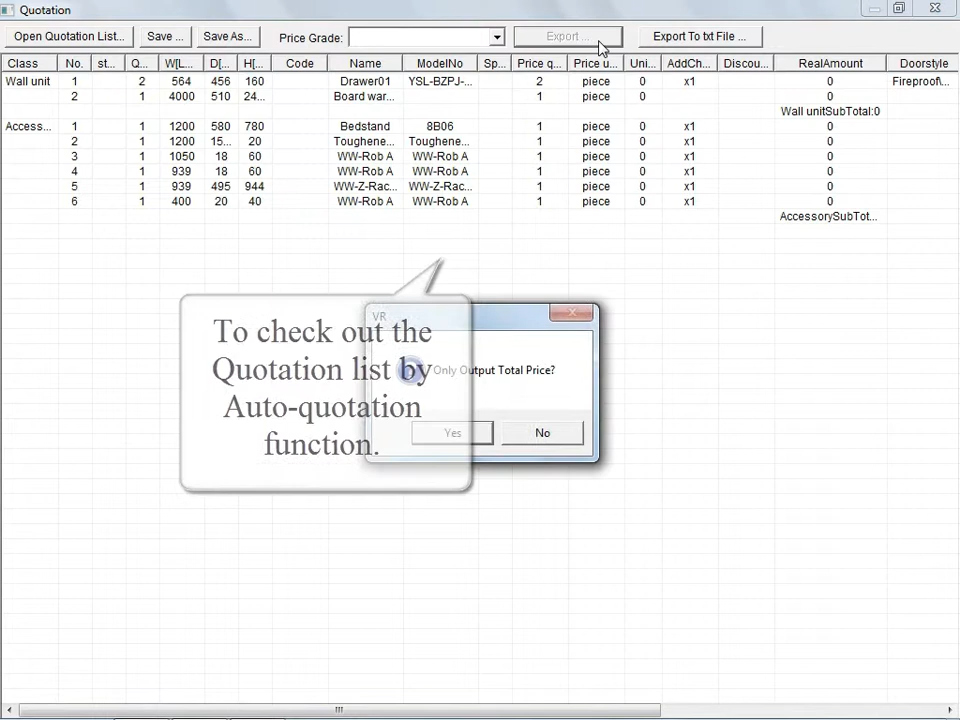 Quotation
Open Quotation List... Save ... Save As... Price Grade: Export ... Export To txt File ...
Class No. st... Q... W[L... D[... H[... Code Name ModelNo Sp... Price q... Price u... Uni... AddCh... Discou... RealAmount Doorstyle
Wall unit 1 2 564 456 160 Drawer01 YSL-BZPJ-... 2 piece 0 x1 0 Fireproof\...
2 1 4000 510 24... Board war... 1 piece 0 0
Wall unitSubTotal:0
Access... 1 1 1200 580 780 Bedstand 8B06 1 piece 0 x1 0
2 1 1200 15... 20 Toughene... Toughene... 1 piece 0 x1 0
3 1 1050 18 60 WW-Rob A WW-Rob A 1 piece 0 x1 0
4 1 939 18 60 WW-Rob A WW-Rob A 1 piece 0 x1 0
5 1 939 495 944 WW-Z-Rac... WW-Z-Rac... 1 piece 0 x1 0
6 1 400 20 40 WW-Rob A WW-Rob A 1 piece 0 x1 0
AccessorySubTot...
To check out the
Quotation list by
Auto-quotation
function.
VR
Only Output Total Price?
Yes No